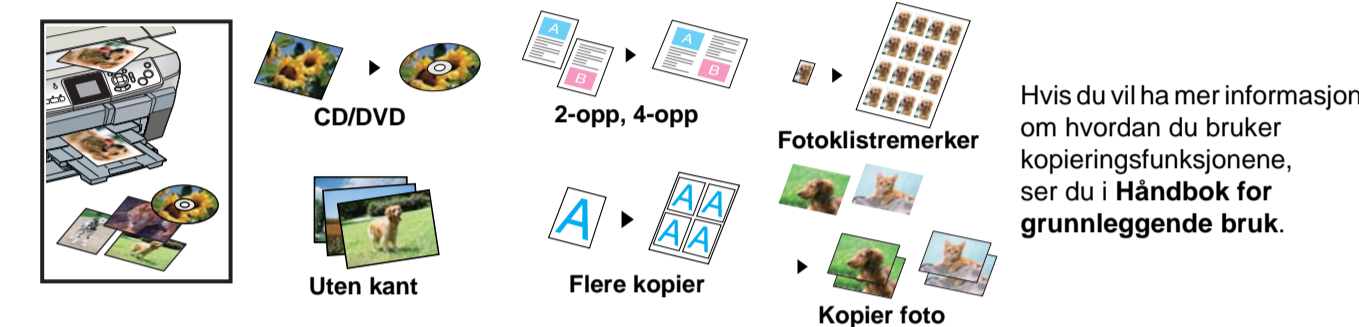 CD/DVD
A
B
A
B
2-opp, 4-opp
Fotoklistremerker
Uten kant
A
A A
A A
Flere kopier
Kopier foto
Hvis du vil ha mer informasjon
om hvordan du bruker
kopieringsfunksjonene,
ser du i Håndbok for
grunnleggende bruk.